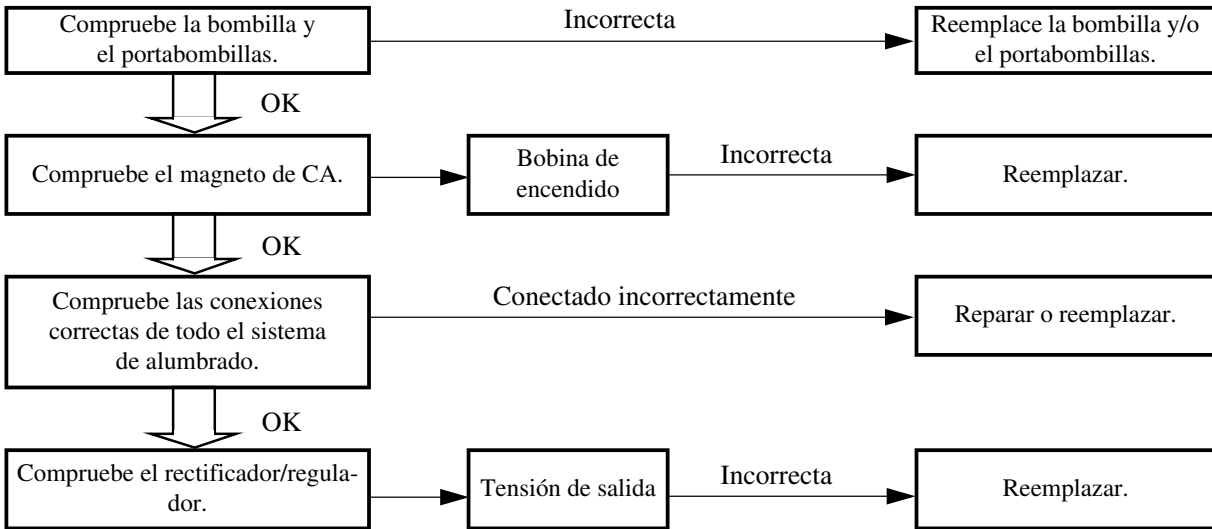 Compruebe la bombilla y
el portabombillas.
Incorrecta
Reemplace la bombilla y/o
el portabombillas.
OK
Compruebe el magneto de CA.
Bobina de
encendido
Incorrecta
Reemplazar.
OK
Compruebe las conexiones
correctas de todo el sistema
de alumbrado.
Conectado incorrectamente
Reparar o reemplazar.
OK
Compruebe el rectificador/regula-
dor.
Tensión de salida
Incorrecta
Reemplazar.